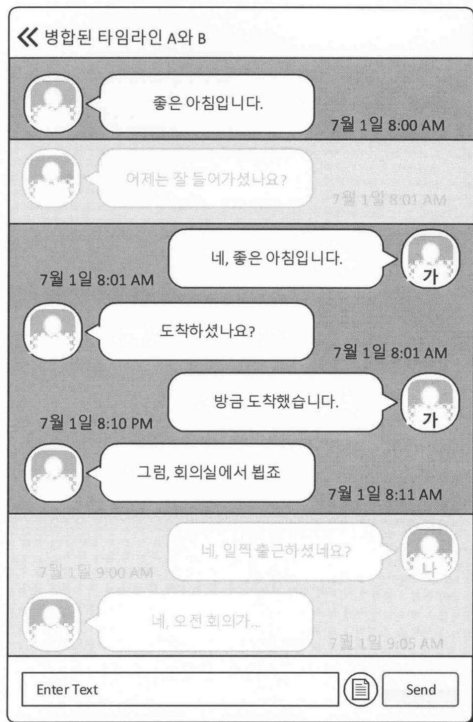 병합된 타임라인 A와 B
좋은 아침입니다.
7월 1일 8:00 AM
어제는 잘 들어가셨나요?
7월 1일 8:01 AM
네, 좋은 아침입니다.
가
7월 1일 8:01 AM
도착하셨나요?
7월 1일 8:01 AM
방금 도착했습니다.
가
7월 1일 8:10 PM
그럼, 회의실에서 뵙죠
7월 1일 8:11 AM
네, 일찍 출근하셨네요?
나
7월 1일 9:00 AM
네, 오전 회의가...
7월 1일 9:05 AM
Enter Text
Send